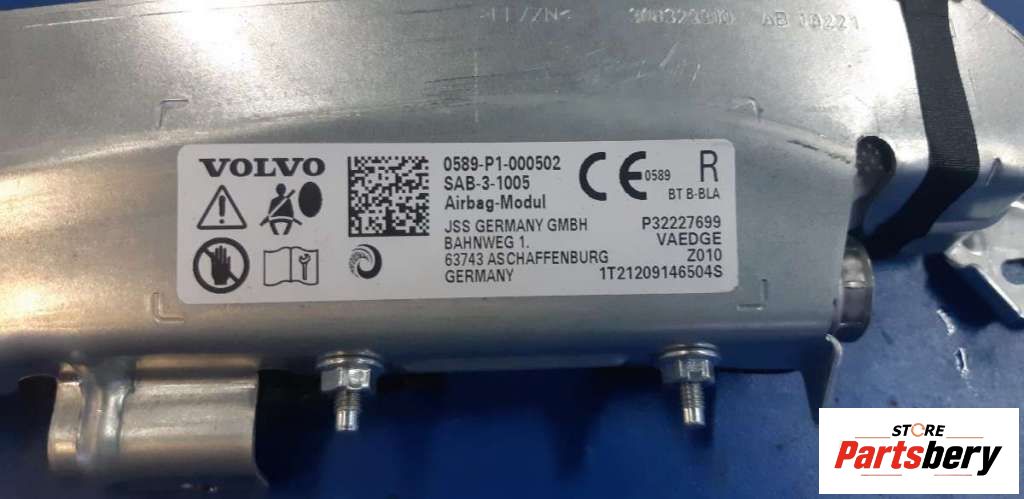 VOLVO
0589-P1-000502
SAB-3-1005
Airbag-Modul
JSS GERMANY GMBH
BAHNWEG 1.
63743 ASCHAFFENBURG
GERMANY
CE 0589
R
BT B-BLA
P32227699
VAEDGE
Z010
1T21209146504S
STORE
Partsbery